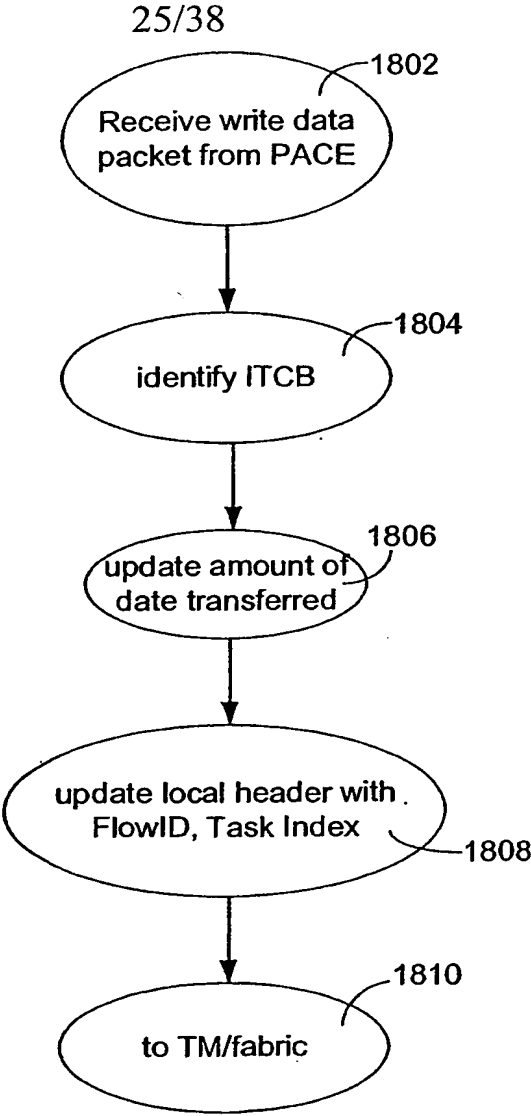 25/38
1802
Receive write data
packet from PACE
1804
identify ITCB
1806
update amount of
date transferred
update local header with
FlowID, Task Index
1808
1810
to TM/fabric